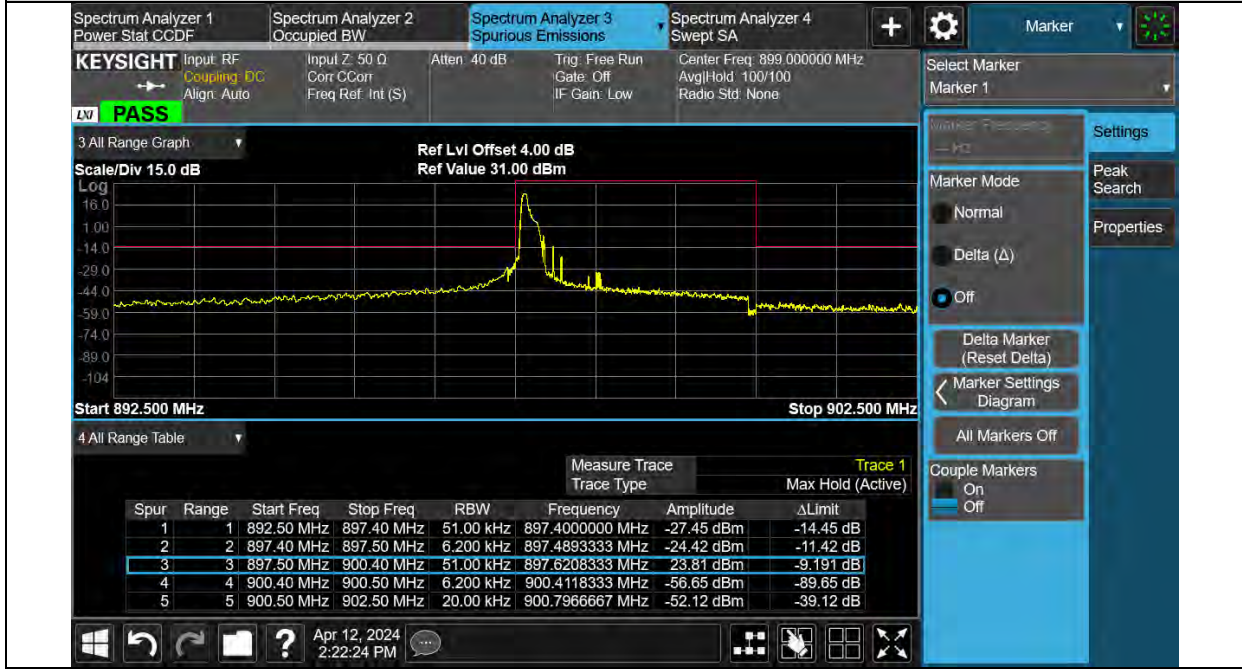 Spectrum Analyzer 1
Power Stat CCDF
Spectrum Analyzer 2
Occupied BW
Spectrum Analyzer 3
Spurious Emissions
Spectrum Analyzer 4
Swept SA
Marker
KEYSIGHT
Input: RF
Coupling: DC
Align: Auto
Input Z: 50 Ω
Corr CCorr
Freq Ref: Int (S)
Atten: 40 dB
Trig: Free Run
Gate: Off
IF Gain: Low
Center Freq: 899.000000 MHz
Avg|Hold: 100/100
Radio Std: None
LXI PASS
Select Marker
Marker 1
Marker Frequency
--- Hz
Settings
Peak Search
Properties
Marker Mode
Normal
Delta (Δ)
Off
Delta Marker
(Reset Delta)
Marker Settings
Diagram
All Markers Off
Couple Markers
On
Off
3 All Range Graph
Scale/Div 15.0 dB
Ref Lvl Offset 4.00 dB
Ref Value 31.00 dBm
Log
16.0
1.00
-14.0
-29.0
-44.0
-59.0
-74.0
-89.0
-104
Start 892.500 MHz
Stop 902.500 MHz
4 All Range Table
Measure Trace Trace 1
Trace Type Max Hold (Active)
Spur Range Start Freq Stop Freq RBW Frequency Amplitude ΔLimit
1 1 892.50 MHz 897.40 MHz 51.00 kHz 897.4000000 MHz -27.45 dBm -14.45 dB
2 2 897.40 MHz 897.50 MHz 6.200 kHz 897.4893333 MHz -24.42 dBm -11.42 dB
3 3 897.50 MHz 900.40 MHz 51.00 kHz 897.6208333 MHz 23.81 dBm -9.191 dB
4 4 900.40 MHz 900.50 MHz 6.200 kHz 900.4118333 MHz -56.65 dBm -89.65 dB
5 5 900.50 MHz 902.50 MHz 20.00 kHz 900.7966667 MHz -52.12 dBm -39.12 dB
?
Apr 12, 2024
2:22:24 PM